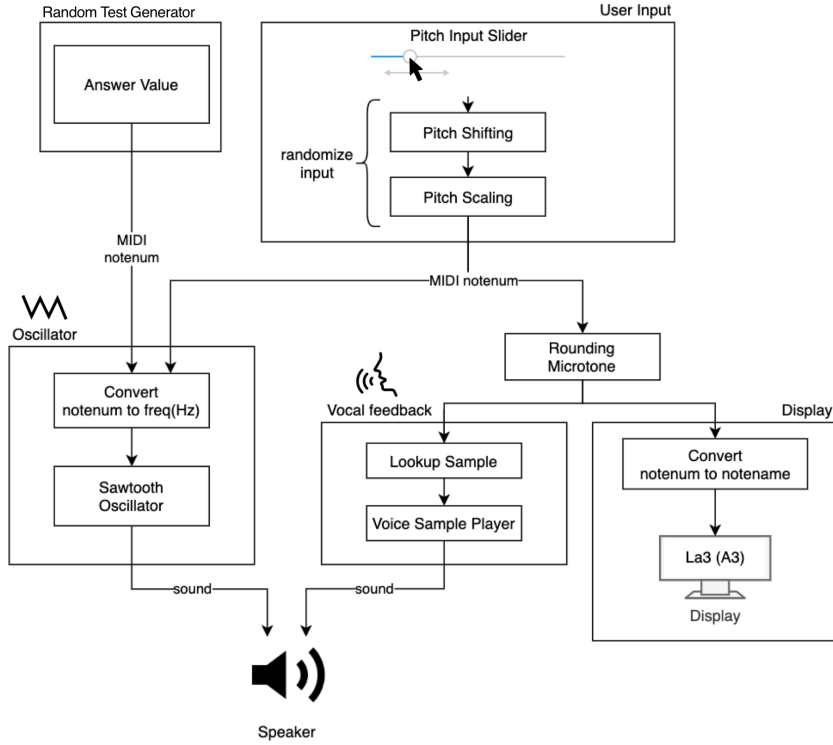 Random Test Generator
User Input
Answer Value
Pitch Input Slider
Pitch Shifting
randomize
input
Pitch Scaling
MIDI
notenum
MIDI notenum
Oscillator
Convert
notenum to freq(Hz)
Sawtooth
Oscillator
Rounding
Microtone
Vocal feedback
Lookup Sample
Voice Sample Player
Display
Convert
notenum to notename
La3 (A3)
Display
sound
sound
Speaker